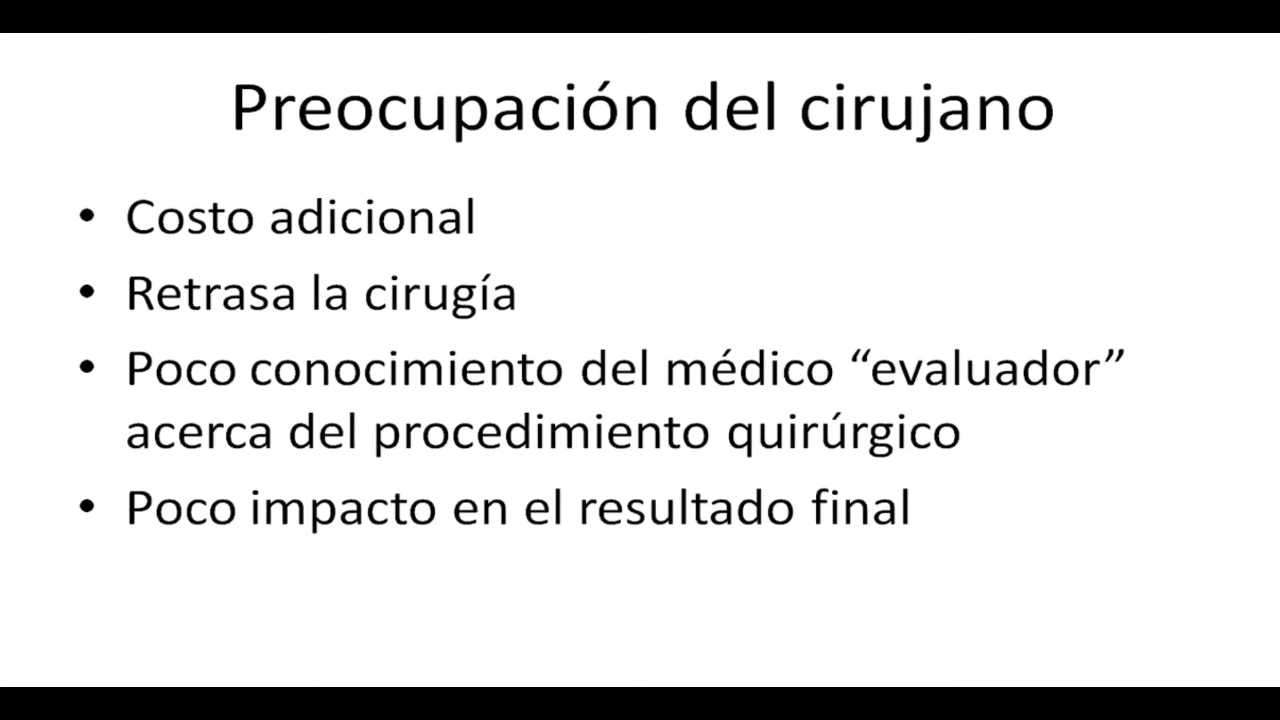 Preocupación del cirujano
• Costo adicional
• Retrasa la cirugía
• Poco conocimiento del médico “evaluador”
acerca del procedimiento quirúrgico
• Poco impacto en el resultado final